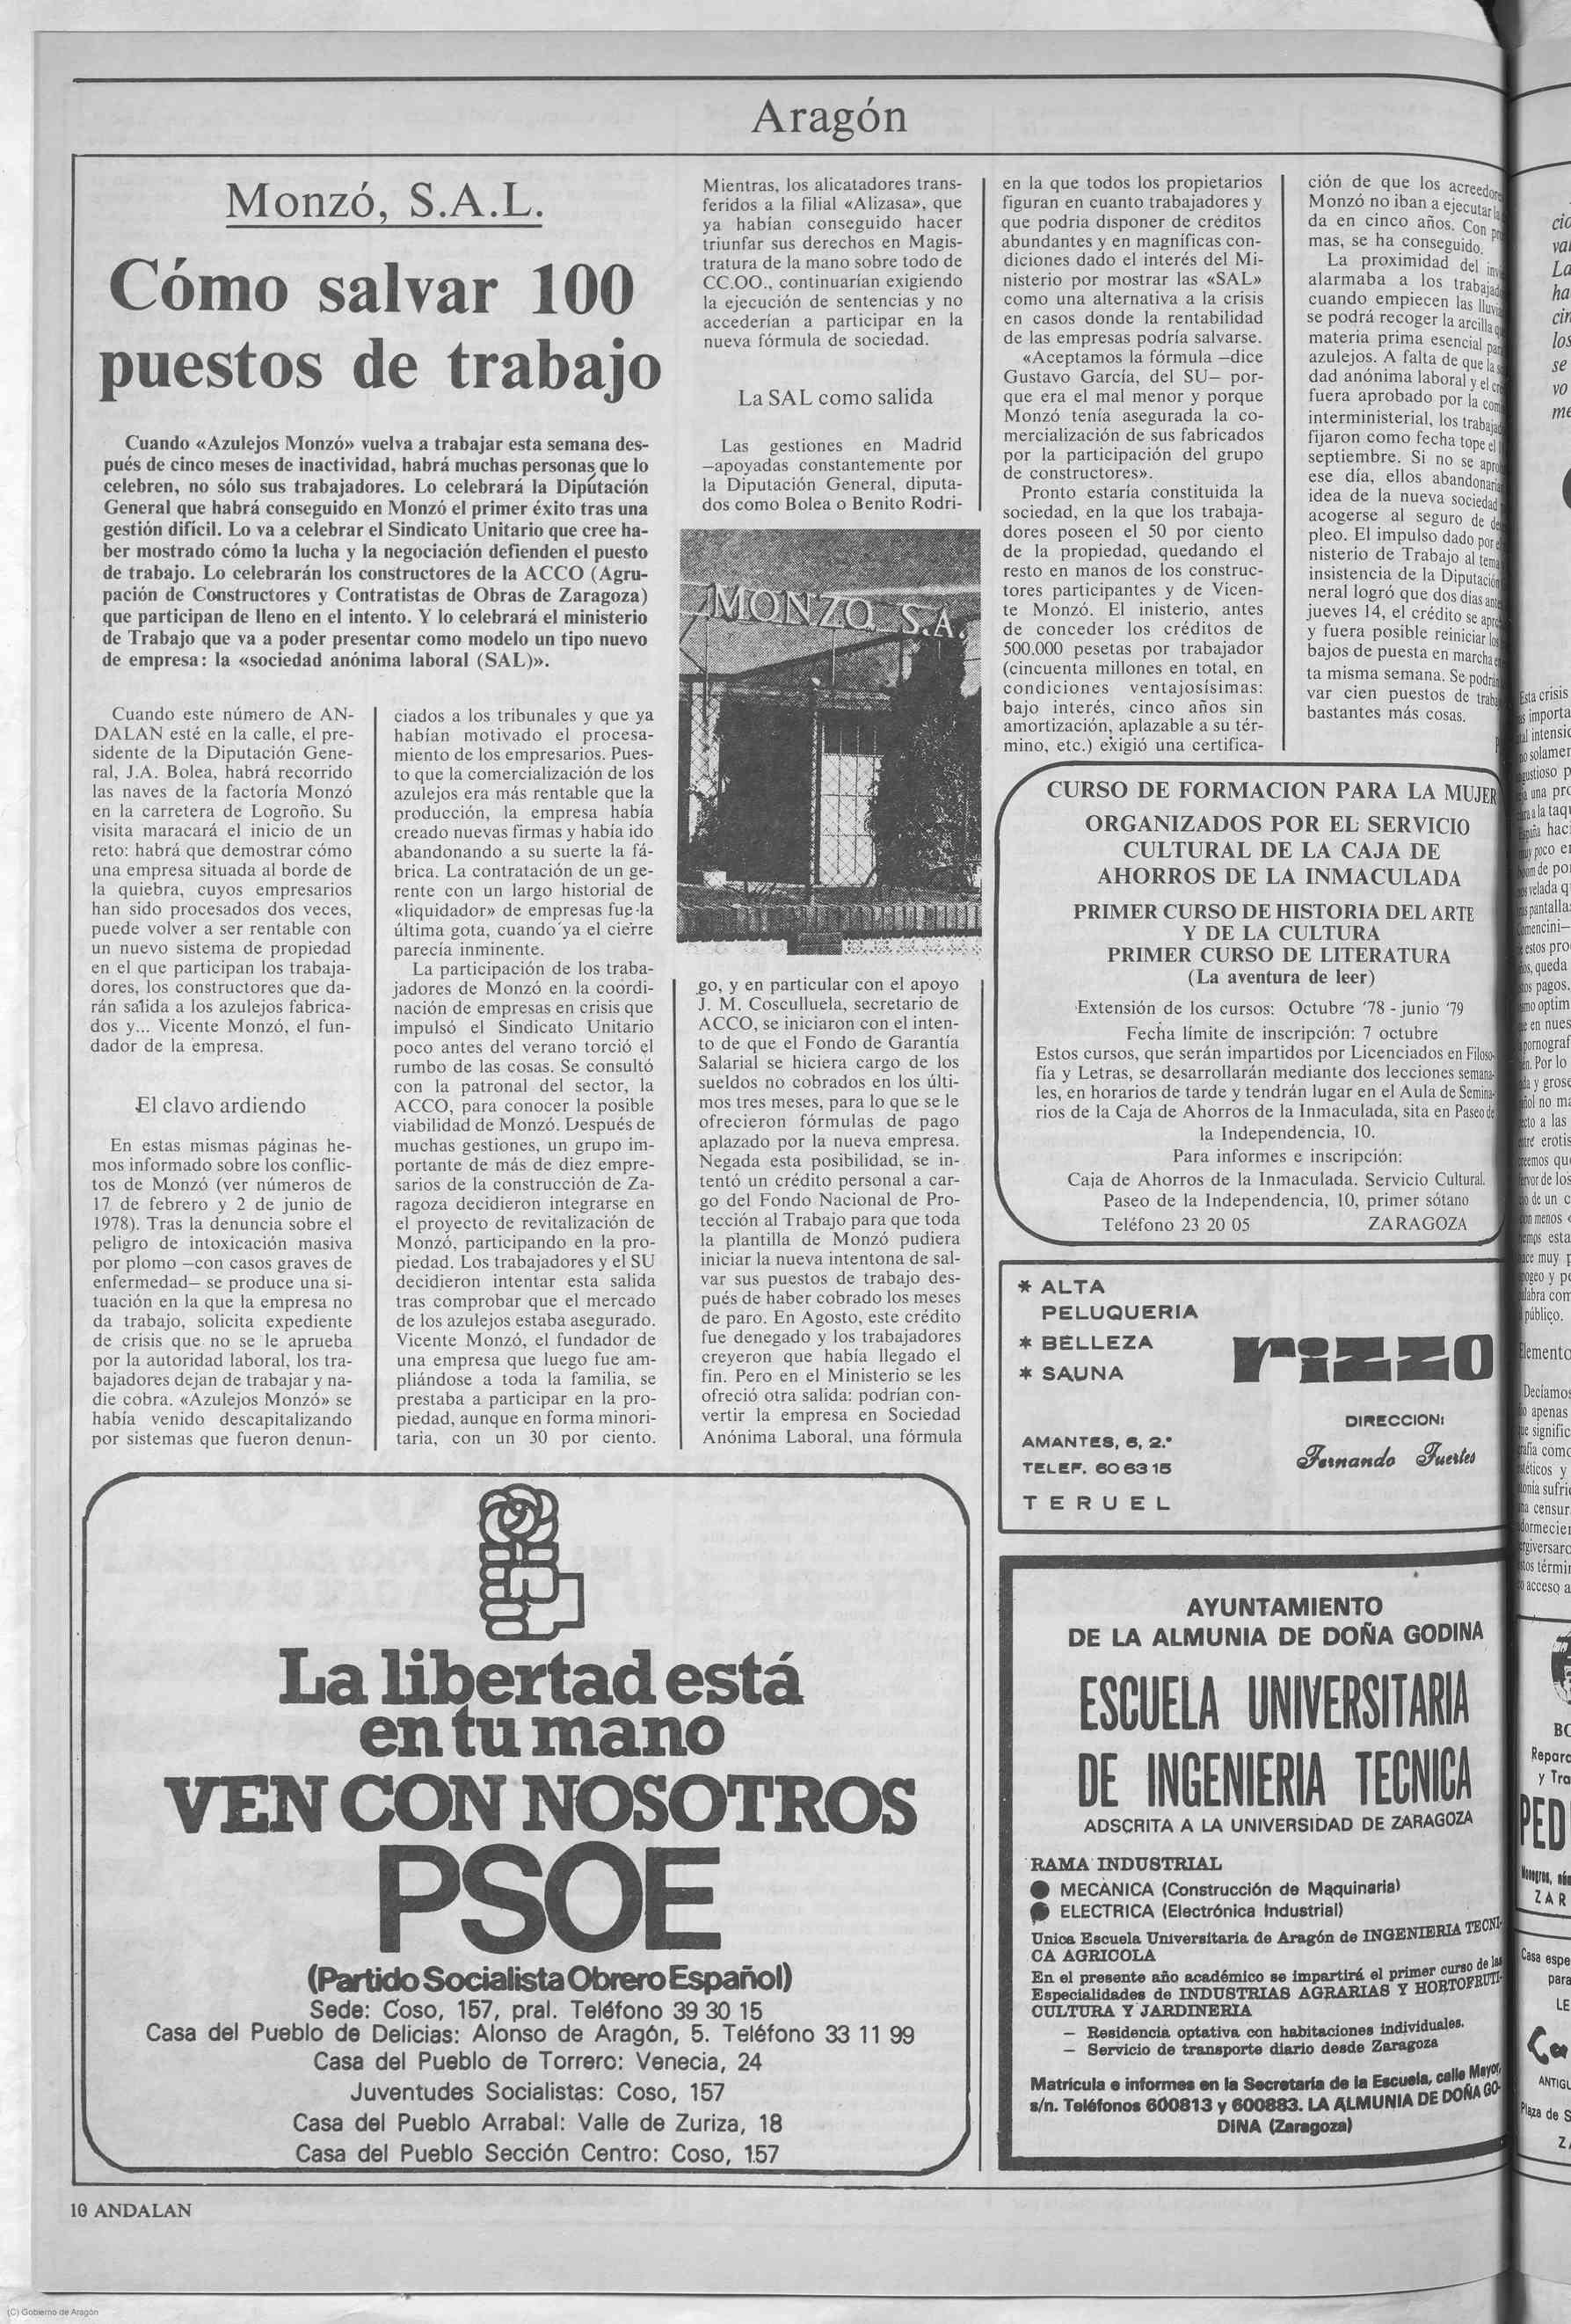 Aragón
Monzó, S.A.L.
Cómo salvar 100
puestos de trabajo
Cuando «Azulejos Monzó» vuelva a trabajar esta semana des-
pués de cinco meses de inactividad, habrá muchas personas que lo
celebren, no sólo sus trabajadores. Lo celebrará la Diputación
General que habrá conseguido en Monzó el primer éxito tras una
gestión difícil. Lo va a celebrar el Sindicato Unitario que cree ha-
ber mostrado cómo la lucha y la negociación defienden el puesto
de trabajo. Lo celebrarán los constructores de la ACCO (Agru-
pación de Constructores y Contratistas de Obras de Zaragoza)
que participan de lleno en el intento. Y lo celebrará el ministerio
de Trabajo que va a poder presentar como modelo un tipo nuevo
de empresa: la «sociedad anónima laboral (SAL)».
Cuando este número de AN-
DALAN esté en la calle, el pre-
sidente de la Diputación Gene-
ral, J.A. Bolea, habrá recorrido
las naves de la factoría Monzó
en la carretera de Logroño. Su
visita maracará el inicio de un
reto: habrá que demostrar cómo
una empresa situada al borde de
la quiebra, cuyos empresarios
han sido procesados dos veces,
puede volver a ser rentable con
un nuevo sistema de propiedad
en el que participan los trabaja-
dores, los constructores que da-
rán salida a los azulejos fabrica-
dos y... Vicente Monzó, el fun-
dador de la empresa.
El clavo ardiendo
En estas mismas páginas he-
mos informado sobre los conflic-
tos de Monzó (ver números de
17 de febrero y 2 de junio de
1978). Tras la denuncia sobre el
peligro de intoxicación masiva
por plomo —con casos graves de
enfermedad— se produce una si-
tuación en la que la empresa no
da trabajo, solicita expediente
de crisis que no se le aprueba
por la autoridad laboral, los tra-
bajadores dejan de trabajar y na-
die cobra. «Azulejos Monzó» se
había venido descapitalizando
por sistemas que fueron denun-
ciados a los tribunales y que ya
habían motivado el procesa-
miento de los empresarios. Pues-
to que la comercialización de los
azulejos era más rentable que la
producción, la empresa había
creado nuevas firmas y había ido
abandonando a su suerte la fá-
brica. La contratación de un ge-
rente con un largo historial de
«liquidador» de empresas fue la
última gota, cuando ya el cierre
parecía inminente.
La participación de los traba-
jadores de Monzó en la coordi-
nación de empresas en crisis que
impulsó el Sindicato Unitario
poco antes del verano torció el
rumbo de las cosas. Se consultó
con la patronal del sector, la
ACCO, para conocer la posible
viabilidad de Monzó. Después de
muchas gestiones, un grupo im-
portante de más de diez empre-
sarios de la construcción de Za-
ragoza decidieron integrarse en
el proyecto de revitalización de
Monzó, participando en la pro-
piedad. Los trabajadores y el SU
decidieron intentar esta salida
tras comprobar que el mercado
de los azulejos estaba asegurado.
Vicente Monzó, el fundador de
una empresa que luego fue am-
pliándose a toda la familia, se
prestaba a participar en la pro-
piedad, aunque en forma minori-
taria, con un 30 por ciento.
Mientras, los alicatadores trans-
feridos a la filial «Alizasa», que
ya habían conseguido hacer
triunfar sus derechos en Magis-
tratura de la mano sobre todo de
CC.OO., continuarían exigiendo
la ejecución de sentencias y no
accederían a participar en la
nueva fórmula de sociedad.
La SAL como salida
Las gestiones en Madrid
—apoyadas constantemente por
la Diputación General, diputa-
dos como Bolea o Benito Rodri-
MONZO S.A.
go, y en particular con el apoyo
J. M. Cosculluela, secretario de
ACCO, se iniciaron con el inten-
to de que el Fondo de Garantía
Salarial se hiciera cargo de los
sueldos no cobrados en los últi-
mos tres meses, para lo que se le
ofrecieron fórmulas de pago
aplazado por la nueva empresa.
Negada esta posibilidad, se in-
tentó un crédito personal a car-
go del Fondo Nacional de Pro-
tección al Trabajo para que toda
la plantilla de Monzó pudiera
iniciar la nueva intentona de sal-
var sus puestos de trabajo des-
pués de haber cobrado los meses
de paro. En Agosto, este crédito
fue denegado y los trabajadores
creyeron que había llegado el
fin. Pero en el Ministerio se les
ofreció otra salida: podrían con-
vertir la empresa en Sociedad
Anónima Laboral, una fórmula
en la que todos los propietarios
figuran en cuanto trabajadores y
que podría disponer de créditos
abundantes y en magníficas con-
diciones dado el interés del Mi-
nisterio por mostrar las «SAL»
como una alternativa a la crisis
en casos donde la rentabilidad
de las empresas podría salvarse.
«Aceptamos la fórmula —dice
Gustavo García, del SU— por-
que era el mal menor y porque
Monzó tenía asegurada la co-
mercialización de sus fabricados
por la participación del grupo
de constructores».
Pronto estaría constituida la
sociedad, en la que los trabaja-
dores poseen el 50 por ciento
de la propiedad, quedando el
resto en manos de los construc-
tores participantes y de Vicen-
te Monzó. El inisterio, antes
de conceder los créditos de
500.000 pesetas por trabajador
(cincuenta millones en total, en
condiciones ventajosísimas:
bajo interés, cinco años sin
amortización, aplazable a su tér-
mino, etc.) exigió una certifica-
ción de que los acreedore
Monzó no iban a ejecutar la
da en cinco años. Con
mas, se ha conseguido.
La proximidad del inv
alarmaba a los trabajad
cuando empiecen las lluvia
se podrá recoger la arcilla q
materia prima esencial par
azulejos. A falta de que la s
dad anónima laboral y el cré
fuera aprobado por la com
interministerial, los trabajad
fijaron como fecha tope el
septiembre. Si no se apro
ese día, ellos abandonaría
idea de la nueva sociedad
acogerse al seguro de de
pleo. El impulso dado por e
nisterio de Trabajo al tema
insistencia de la Diputación
neral logró que dos días ant
jueves 14, el crédito se apro
y fuera posible reiniciar los
bajos de puesta en marcha e
ta misma semana. Se podrán
var cien puestos de traba
bastantes más cosas.
CURSO DE FORMACION PARA LA MUJER
ORGANIZADOS POR EL SERVICIO
CULTURAL DE LA CAJA DE
AHORROS DE LA INMACULADA
PRIMER CURSO DE HISTORIA DEL ARTE
Y DE LA CULTURA
PRIMER CURSO DE LITERATURA
(La aventura de leer)
Extensión de los cursos: Octubre '78 - junio '79
Fecha límite de inscripción: 7 octubre
Estos cursos, que serán impartidos por Licenciados en Filoso-
fía y Letras, se desarrollarán mediante dos lecciones semana-
les, en horarios de tarde y tendrán lugar en el Aula de Semina-
rios de la Caja de Ahorros de la Inmaculada, sita en Paseo de
la Independencia, 10.
Para informes e inscripción:
Caja de Ahorros de la Inmaculada. Servicio Cultural.
Paseo de la Independencia, 10, primer sótano
Teléfono 23 20 05 ZARAGOZA
* ALTA
PELUQUERIA
* BELLEZA
* SAUNA
rizzo
DIRECCION:
Fernando Fuertes
AMANTES, 6, 2.º
TELEF. 60 63 15
TERUEL
La libertad está
en tu mano
VEN CON NOSOTROS
PSOE
(Partido Socialista Obrero Español)
Sede: Coso, 157, pral. Teléfono 39 30 15
Casa del Pueblo de Delicias: Alonso de Aragón, 5. Teléfono 33 11 99
Casa del Pueblo de Torrero: Venecia, 24
Juventudes Socialistas: Coso, 157
Casa del Pueblo Arrabal: Valle de Zuriza, 18
Casa del Pueblo Sección Centro: Coso, 157
AYUNTAMIENTO
DE LA ALMUNIA DE DOÑA GODINA
ESCUELA UNIVERSITARIA
DE INGENIERIA TECNICA
ADSCRITA A LA UNIVERSIDAD DE ZARAGOZA
RAMA INDUSTRIAL
● MECANICA (Construcción de Maquinaria)
● ELECTRICA (Electrónica Industrial)
Unica Escuela Universitaria de Aragón de INGENIERIA TECNI-
CA AGRICOLA
En el presente año académico se impartirá el primer curso de las
Especialidades de INDUSTRIAS AGRARIAS Y HORTOFRUTI-
CULTURA Y JARDINERIA
— Residencia optativa con habitaciones individuales.
— Servicio de transporte diario desde Zaragoza
Matrícula e informes en la Secretaría de la Escuela, calle Mayor,
s/n. Teléfonos 600813 y 600883. LA ALMUNIA DE DOÑA GO-
DINA (Zaragoza)
10 ANDALAN
(C) Gobierno de Aragón